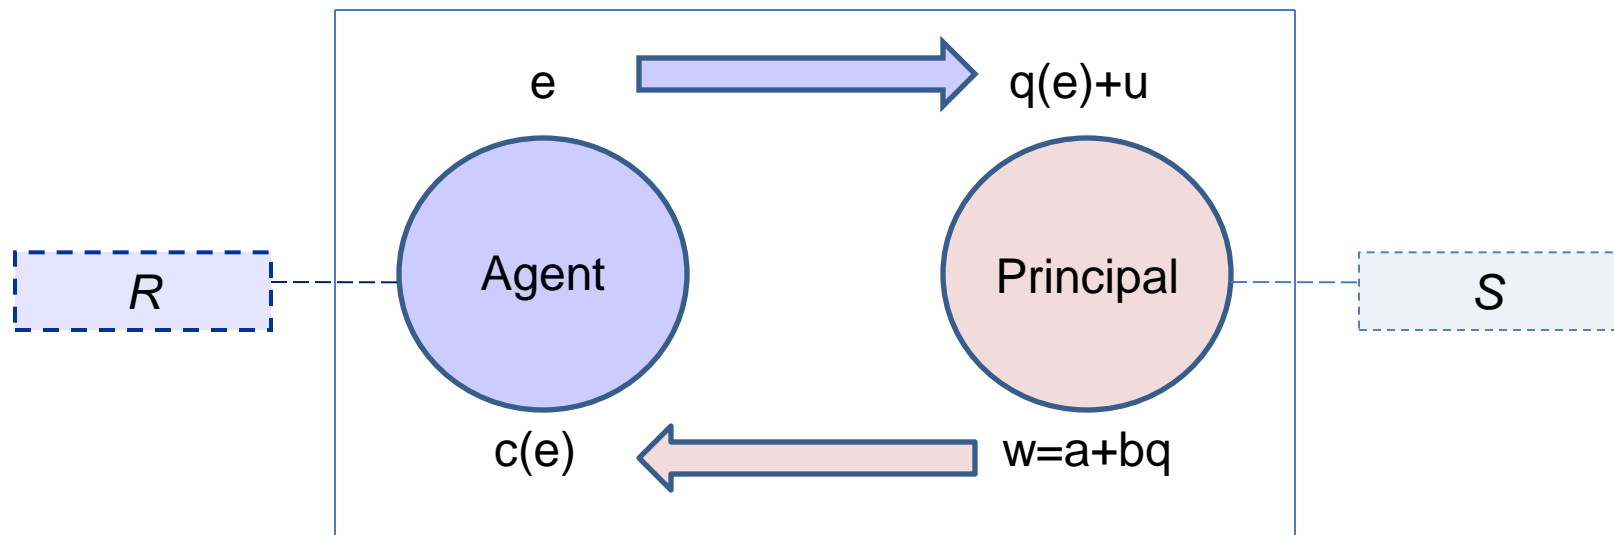 e
q(e)+u
Agent
Principal
R
S
c(e)
w=a+bq